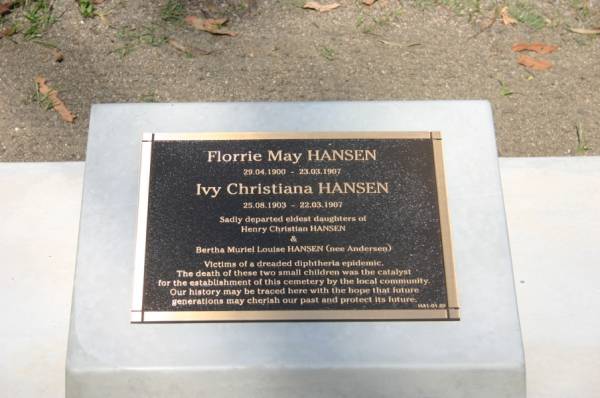 Florrie May HANSEN
29.04.1900 - 23.03.1907
Ivy Christiana HANSEN
25.08.1903 - 22.03.1907
Sadly departed eldest daughters of
Henry Christian HANSEN
&
Bertha Muriel Louise HANSEN (nee Andersen)
Victims of a dreaded diphtheria epidemic.
The death of these two small children was the catalyst
for the establishment of this cemetery by the local community.
Our history may be traced here with the hope that future
generations may cherish our past and protect its future.